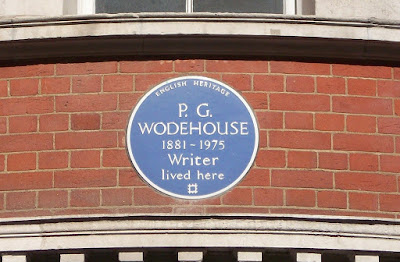 ENGLISH HERITAGE
P. G.
WODEHOUSE
1881 - 1975
Writer
lived here